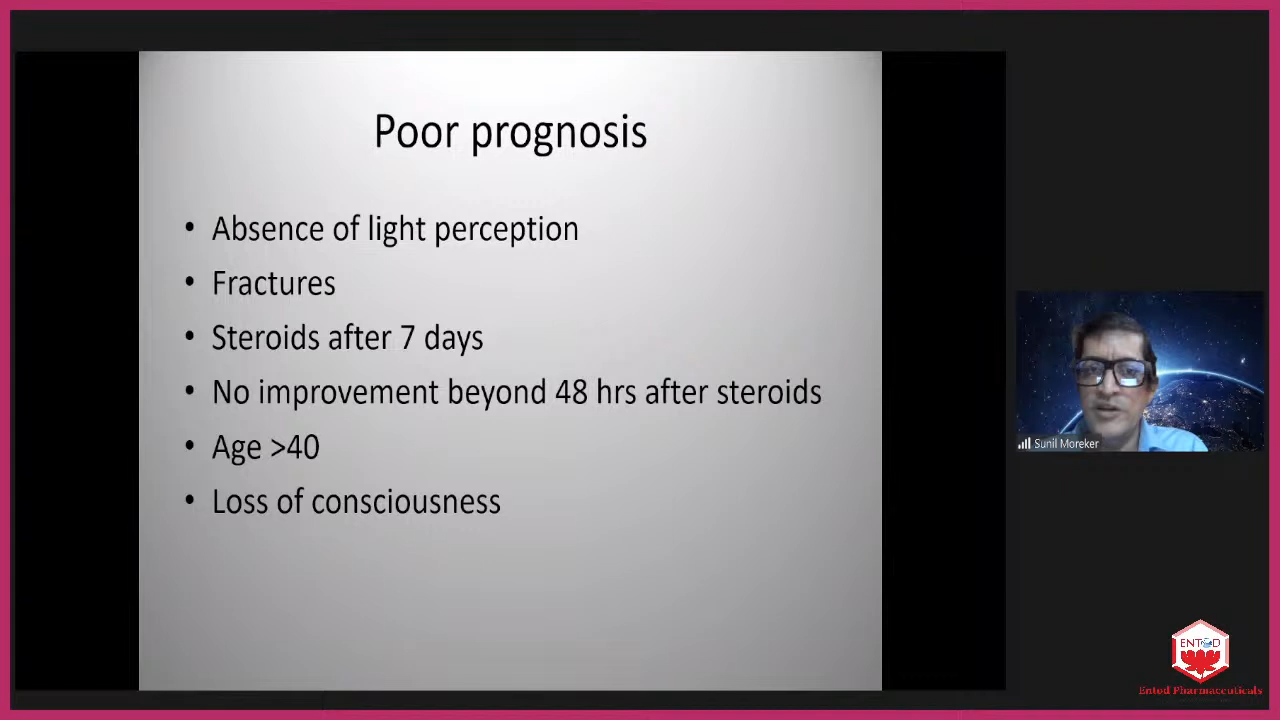 Poor prognosis
• Absence of light perception
• Fractures
• Steroids after 7 days
• No improvement beyond 48 hrs after steroids
• Age >40
• Loss of consciousness
Sunil Moreker
ENTOD
Entod Pharmaceuticals